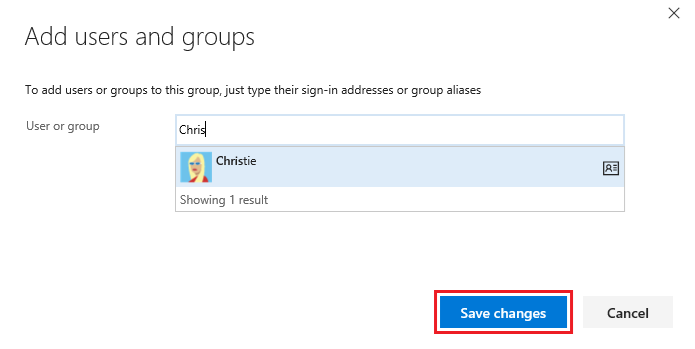 Add users and groups
To add users or groups to this group, just type their sign-in addresses or group aliases
User or group
Chris
Christie
Showing 1 result
Save changes
Cancel